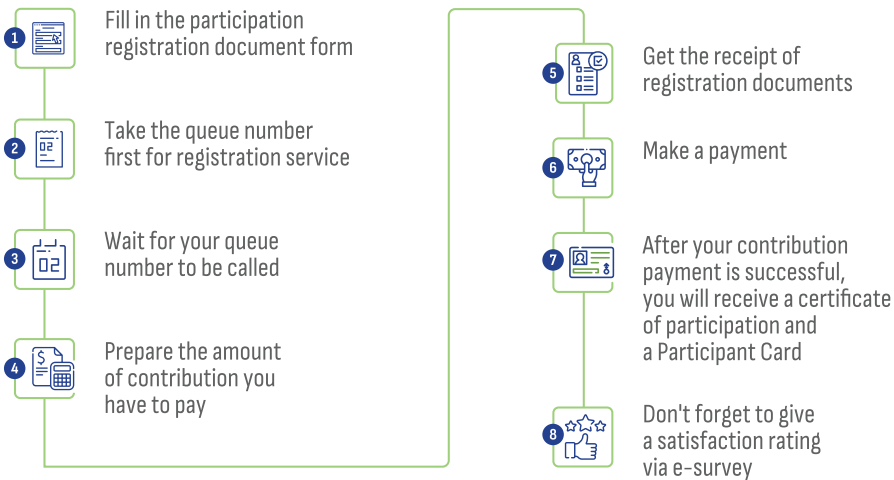 1
Fill in the participation
registration document form
2
02
Take the queue number
first for registration service
3
02
Wait for your queue
number to be called
4
$
Prepare the amount
of contribution you
have to pay
5
Get the receipt of
registration documents
6
Make a payment
7
After your contribution
payment is successful,
you will receive a certificate
of participation and
a Participant Card
8
Don't forget to give
a satisfaction rating
via e-survey